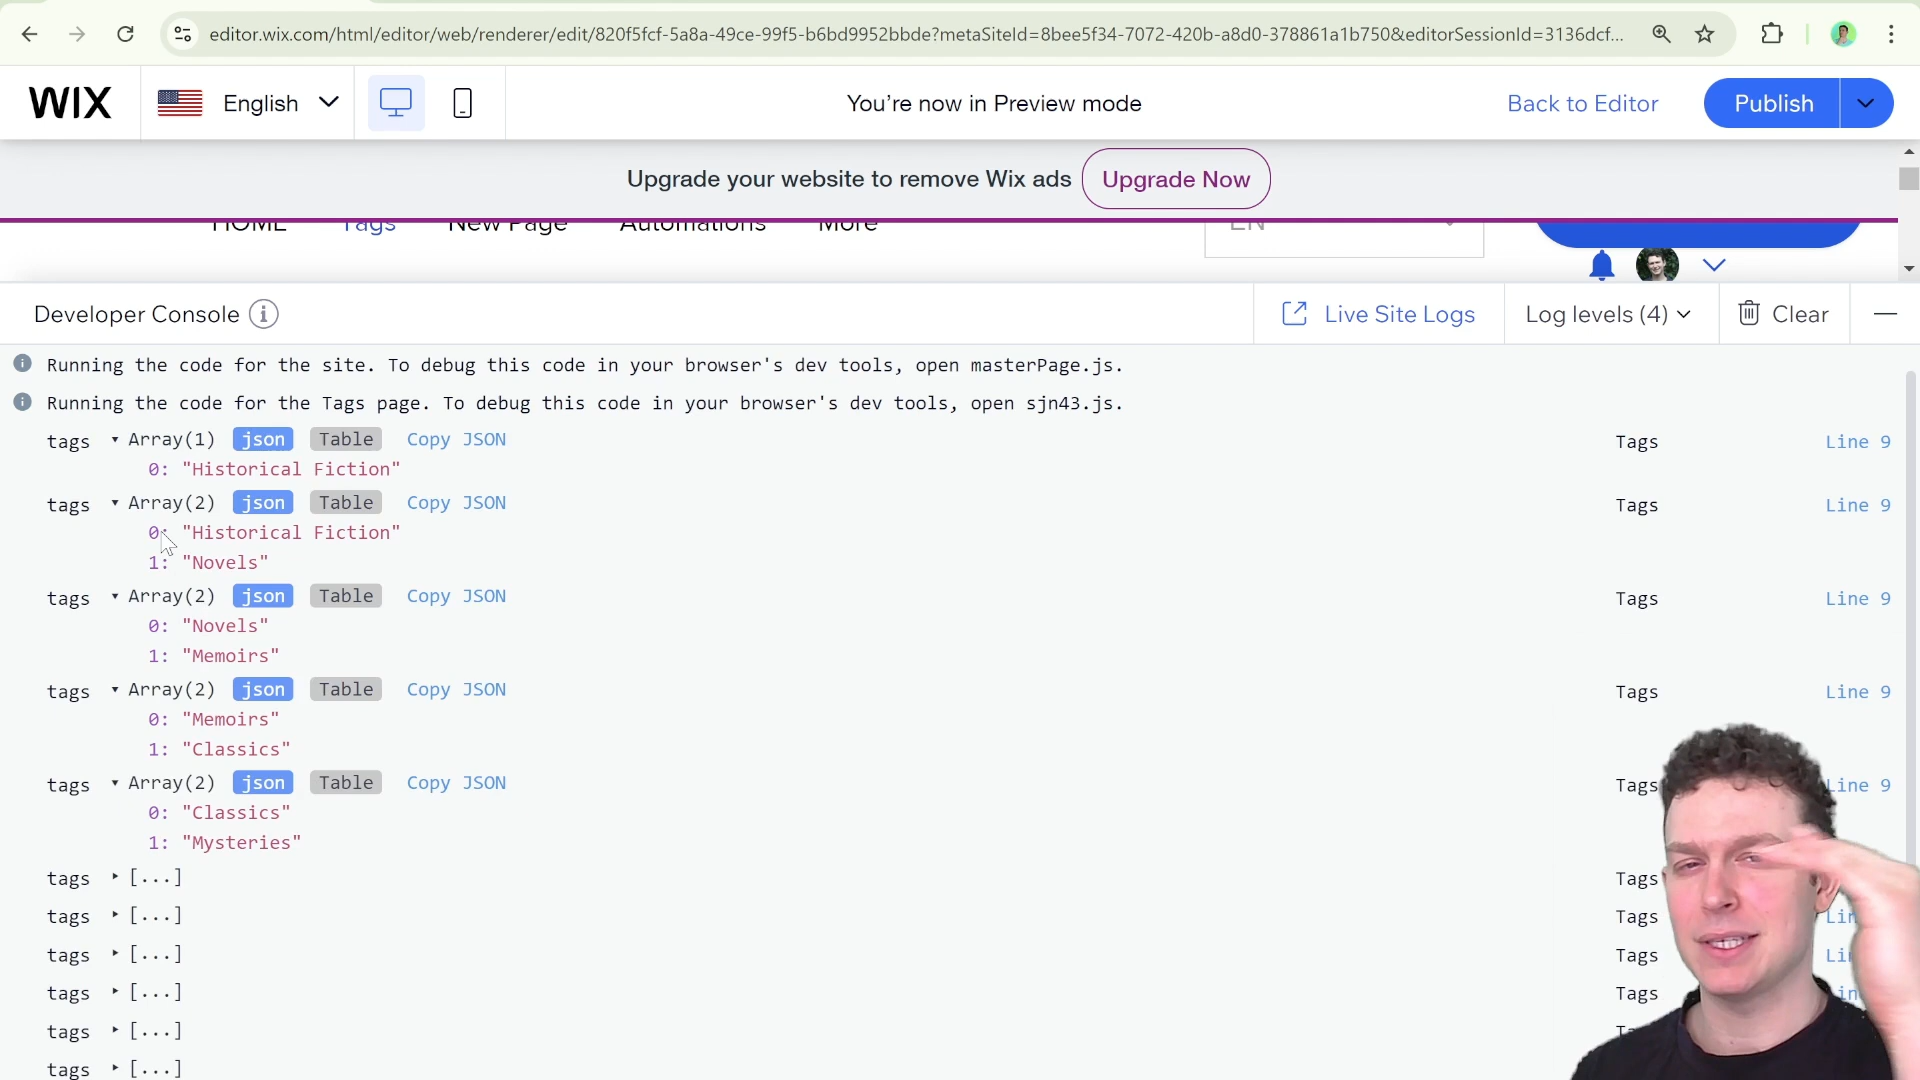 editor.wix.com/html/editor/web/renderer/edit/820f5fcf-5a8a-49ce-99f5-b6bd9952bbde?metaSiteId=8bee5f34-7072-420b-a8d0-378861a1b750&editorSessionId=3136dcf...
WIX English You're now in Preview mode Back to Editor Publish
Upgrade your website to remove Wix ads Upgrade Now
HOME Tags New Page Automations More EN
Developer Console Live Site Logs Log levels (4) Clear
Running the code for the site. To debug this code in your browser's dev tools, open masterPage.js.
Running the code for the Tags page. To debug this code in your browser's dev tools, open sjn43.js.
tags Array(1) json Table Copy JSON Tags Line 9
0: "Historical Fiction"
tags Array(2) json Table Copy JSON Tags Line 9
0: "Historical Fiction"
1: "Novels"
tags Array(2) json Table Copy JSON Tags Line 9
0: "Novels"
1: "Memoirs"
tags Array(2) json Table Copy JSON Tags Line 9
0: "Memoirs"
1: "Classics"
tags Array(2) json Table Copy JSON Tags Line 9
0: "Classics"
1: "Mysteries"
tags [...] Tags
tags [...] Tags
tags [...] Tags
tags [...] Tags
tags [...]
tags [...]